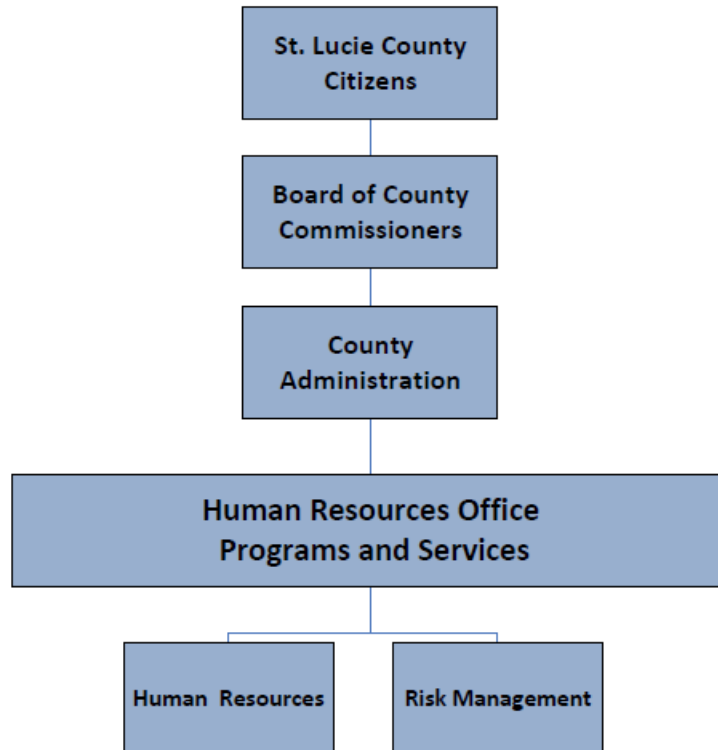 St. Lucie County
Citizens
Board of County
Commissioners
County
Administration
Human Resources Office
Programs and Services
Human Resources
Risk Management